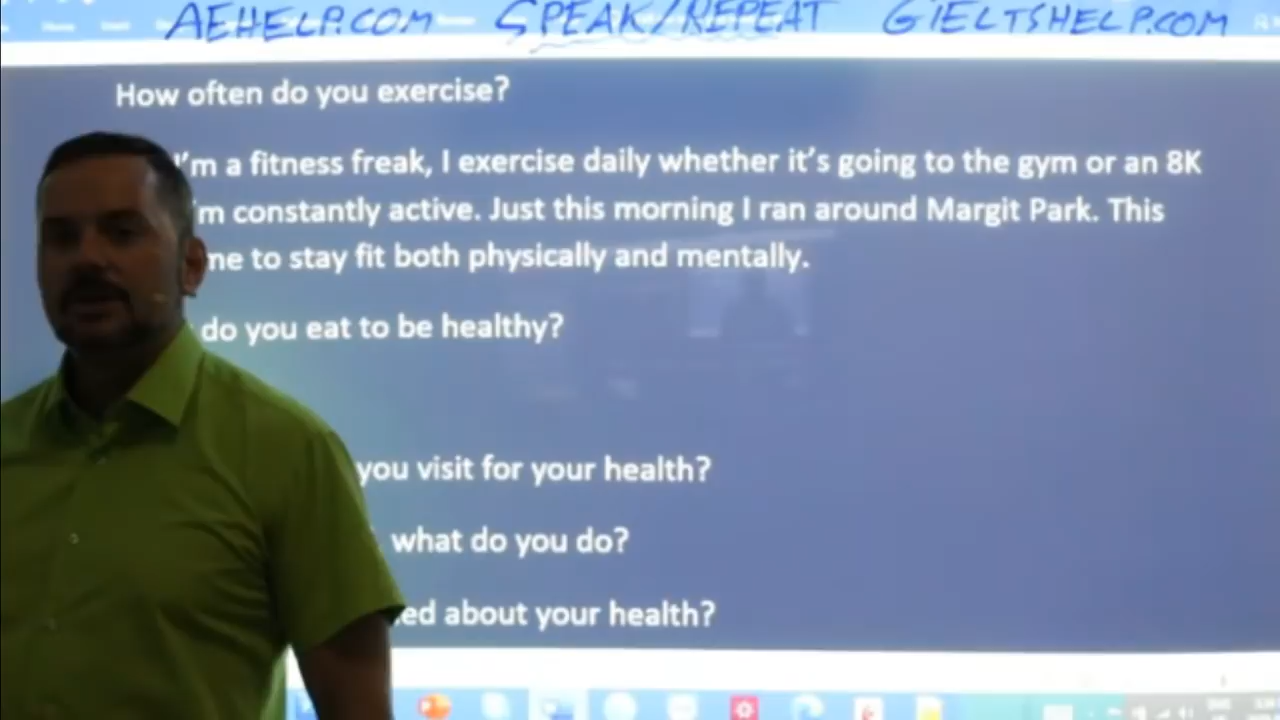 AEHELP.COM SPEAK/REPEAT GIELTSHELP.COM
How often do you exercise?
I'm a fitness freak, I exercise daily whether it's going to the gym or an 8K
'm constantly active. Just this morning I ran around Margit Park. This
me to stay fit both physically and mentally.
do you eat to be healthy?
you visit for your health?
what do you do?
ed about your health?